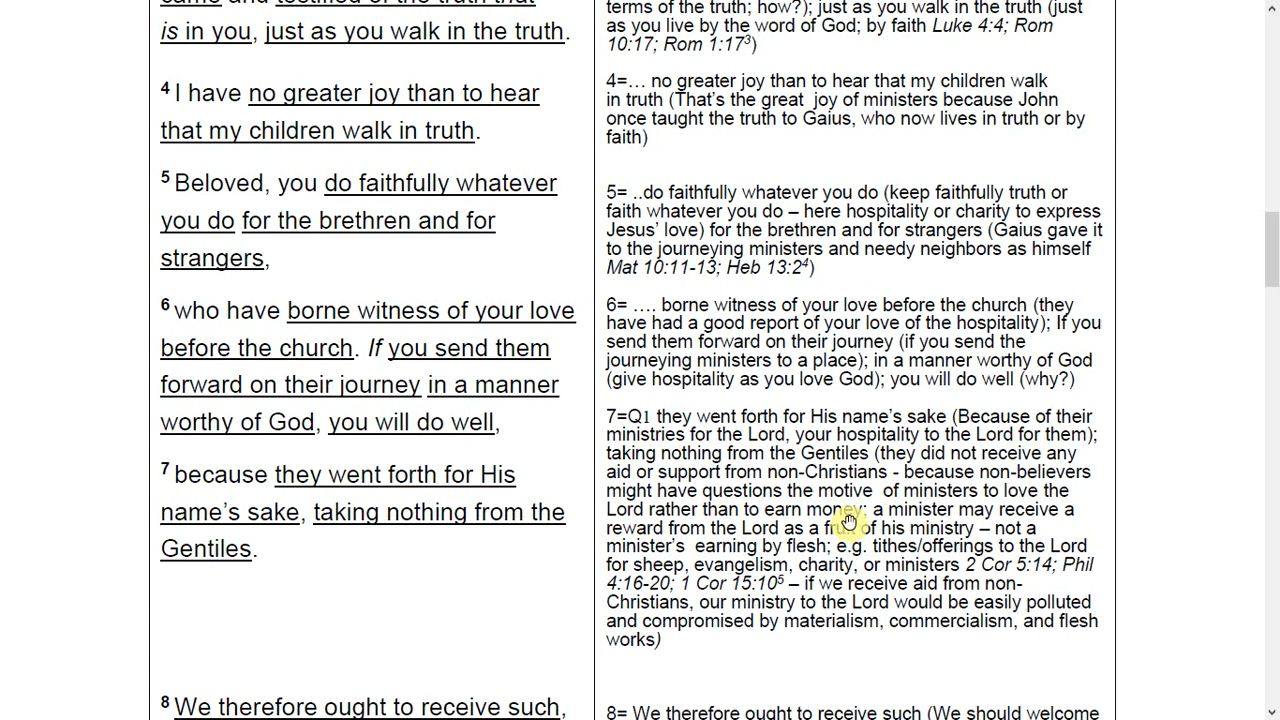 came and testified of the truth that
is in you, just as you walk in the truth.
4 I have no greater joy than to hear
that my children walk in truth.
5 Beloved, you do faithfully whatever
you do for the brethren and for
strangers,
6 who have borne witness of your love
before the church. If you send them
forward on their journey in a manner
worthy of God, you will do well,
7 because they went forth for His
name’s sake, taking nothing from the
Gentiles.
8 We therefore ought to receive such,
terms of the truth; how?); just as you walk in the truth (just
as you live by the word of God; by faith Luke 4:4; Rom
10:17; Rom 1:173)
4=… no greater joy than to hear that my children walk
in truth (That’s the great joy of ministers because John
once taught the truth to Gaius, who now lives in truth or by
faith)
5= ..do faithfully whatever you do (keep faithfully truth or
faith whatever you do – here hospitality or charity to express
Jesus’ love) for the brethren and for strangers (Gaius gave it
to the journeying ministers and needy neighbors as himself
Mat 10:11-13; Heb 13:24)
6= …. borne witness of your love before the church (they
have had a good report of your love of the hospitality); If you
send them forward on their journey (if you send the
journeying ministers to a place); in a manner worthy of God
(give hospitality as you love God); you will do well (why?)
7=Q1 they went forth for His name’s sake (Because of their
ministries for the Lord, your hospitality to the Lord for them);
taking nothing from the Gentiles (they did not receive any
aid or support from non-Christians - because non-believers
might have questions the motive of ministers to love the
Lord rather than to earn money; a minister may receive a
reward from the Lord as a fruit of his ministry – not a
minister’s earning by flesh; e.g. tithes/offerings to the Lord
for sheep, evangelism, charity, or ministers 2 Cor 5:14; Phil
4:16-20; 1 Cor 15:105 – if we receive aid from non-
Christians, our ministry to the Lord would be easily polluted
and compromised by materialism, commercialism, and flesh
works)
8= We therefore ought to receive such (We should welcome